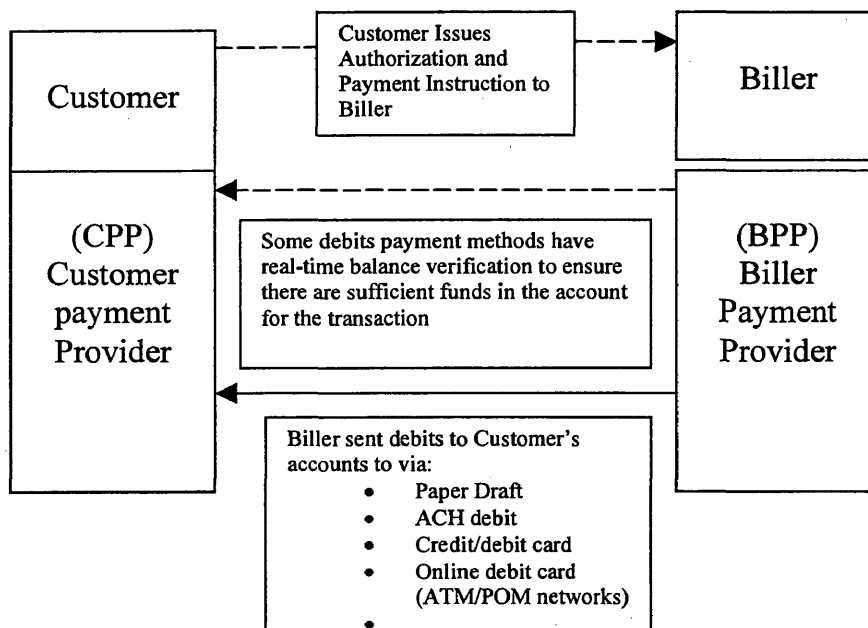 Customer Issues
Authorization and
Payment Instruction to
Biller
Customer
Biller
(CPP)
Customer
payment
Provider
Some debits payment methods have
real-time balance verification to ensure
there are sufficient funds in the account
for the transaction
(BPP)
Biller
Payment
Provider
Biller sent debits to Customer's
accounts to via:
• Paper Draft
• ACH debit
• Credit/debit card
• Online debit card
(ATM/POM networks)
•